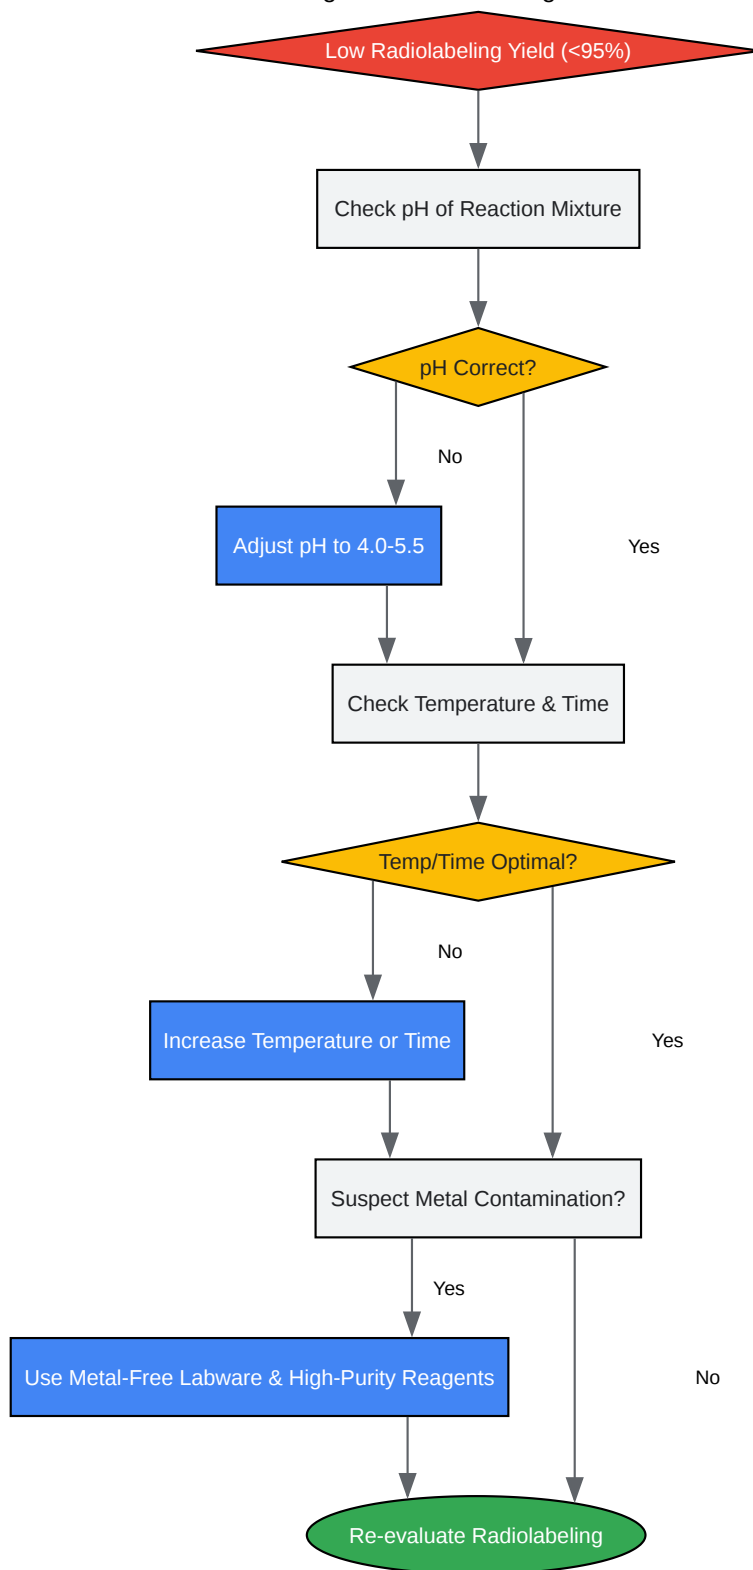 Low Radiolabeling Yield (<95%)
Check pH of Reaction Mixture
pH Correct?
No
Adjust pH to 4.0-5.5
Yes
Check Temperature & Time
Temp/Time Optimal?
No
Increase Temperature or Time
Yes
Suspect Metal Contamination?
Yes
Use Metal-Free Labware & High-Purity Reagents
No
Re-evaluate Radiolabeling